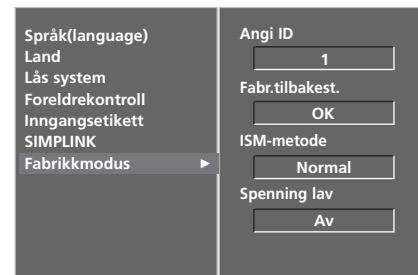 Språk(language)
Land
Lås system
Foreldrekontroll
Inngangsetikett
SIMPLINK
Fabrikkmodus ►
Angi ID
1
Fabr.tilbakest.
OK
ISM-metode
Normal
Spenning lav
Av